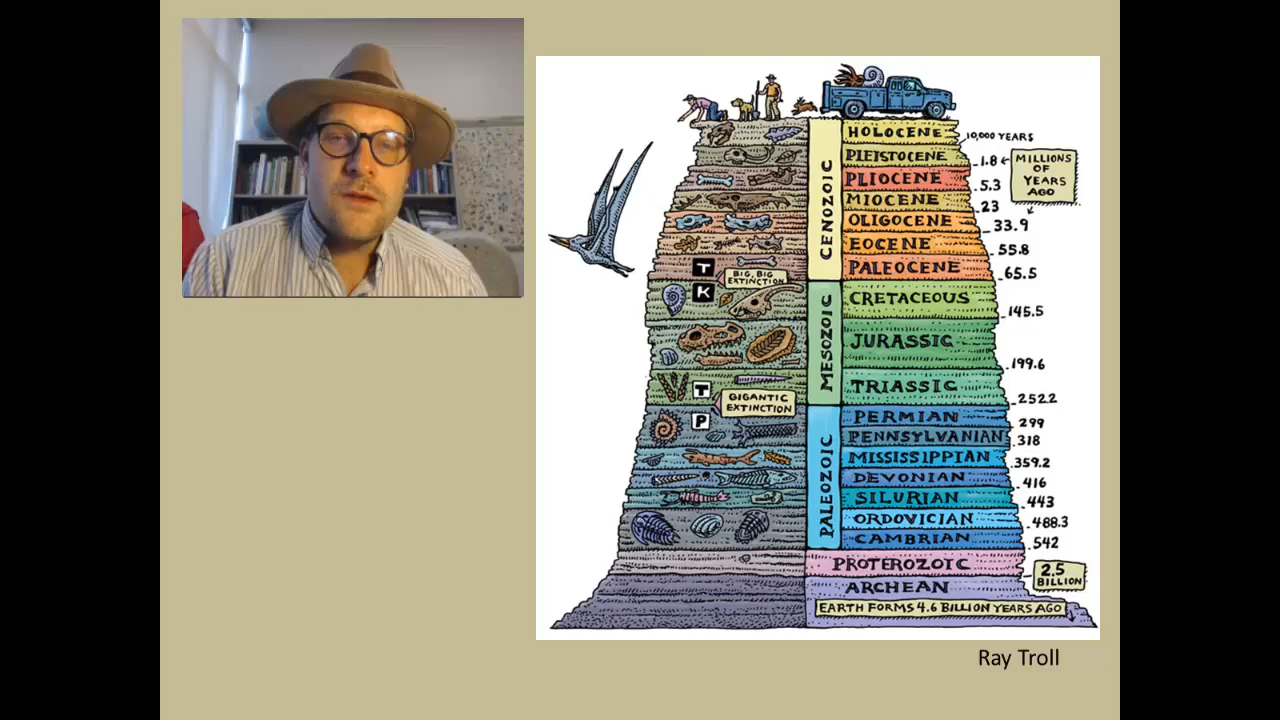 HOLOCENE
10,000 YEARS
CENOZOIC
PLEISTOCENE
1.8
MILLIONS
OF
YEARS
AGO
PLIOCENE
5.3
MIOCENE
23
OLIGOCENE
33.9
EOCENE
55.8
T
PALEOCENE
65.5
BIG, BIG
EXTINCTION
K
MESOZOIC
CRETACEOUS
145.5
JURASSIC
199.6
T
TRIASSIC
252.2
GIGANTIC
EXTINCTION
P
PALEOZOIC
PERMIAN
299
PENNSYLVANIAN
318
MISSISSIPPIAN
359.2
DEVONIAN
416
SILURIAN
443
ORDOVICIAN
488.3
CAMBRIAN
542
PROTEROZOIC
2.5
BILLION
ARCHEAN
EARTH FORMS 4.6 BILLION YEARS AGO
Ray Troll